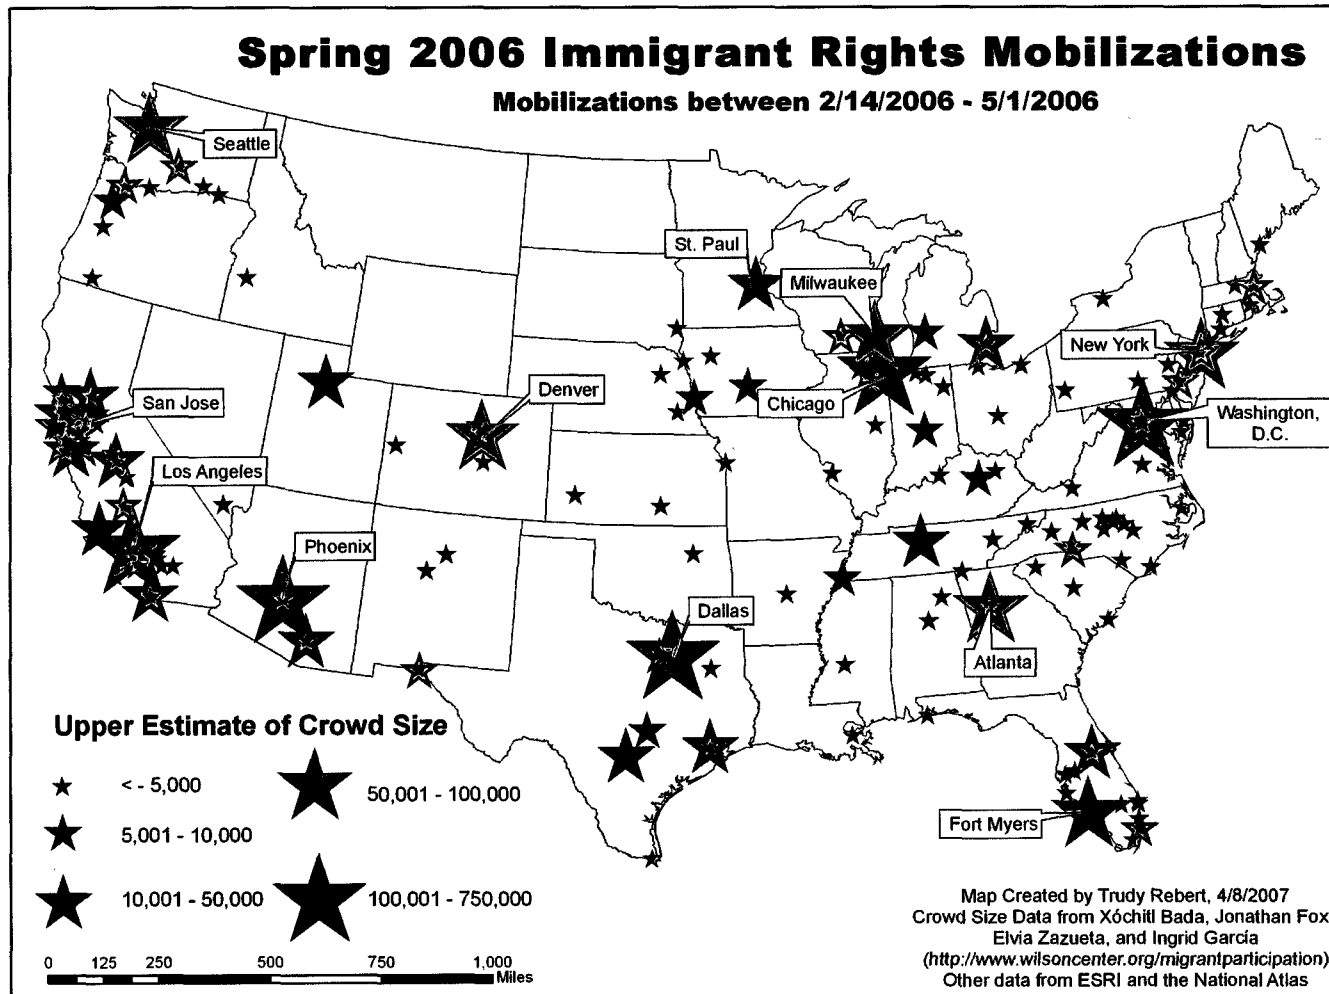 Spring 2006 Immigrant Rights Mobilizations
Mobilizations between 2/14/2006 - 5/1/2006
Seattle
St. Paul
Milwaukee
New York
Denver
San Jose
Chicago
Washington,
D.C.
Los Angeles
Phoenix
Dallas
Atlanta
Fort Myers
Upper Estimate of Crowd Size
< - 5,000
50,001 - 100,000
5,001 - 10,000
10,001 - 50,000
100,001 - 750,000
0 125 250 500 750 1,000
Miles
Map Created by Trudy Rebert, 4/8/2007
Crowd Size Data from Xóchitl Bada, Jonathan Fox
Elvia Zazueta, and Ingrid García
(http://www.wilsoncenter.org/migrantparticipation)
Other data from ESRI and the National Atlas